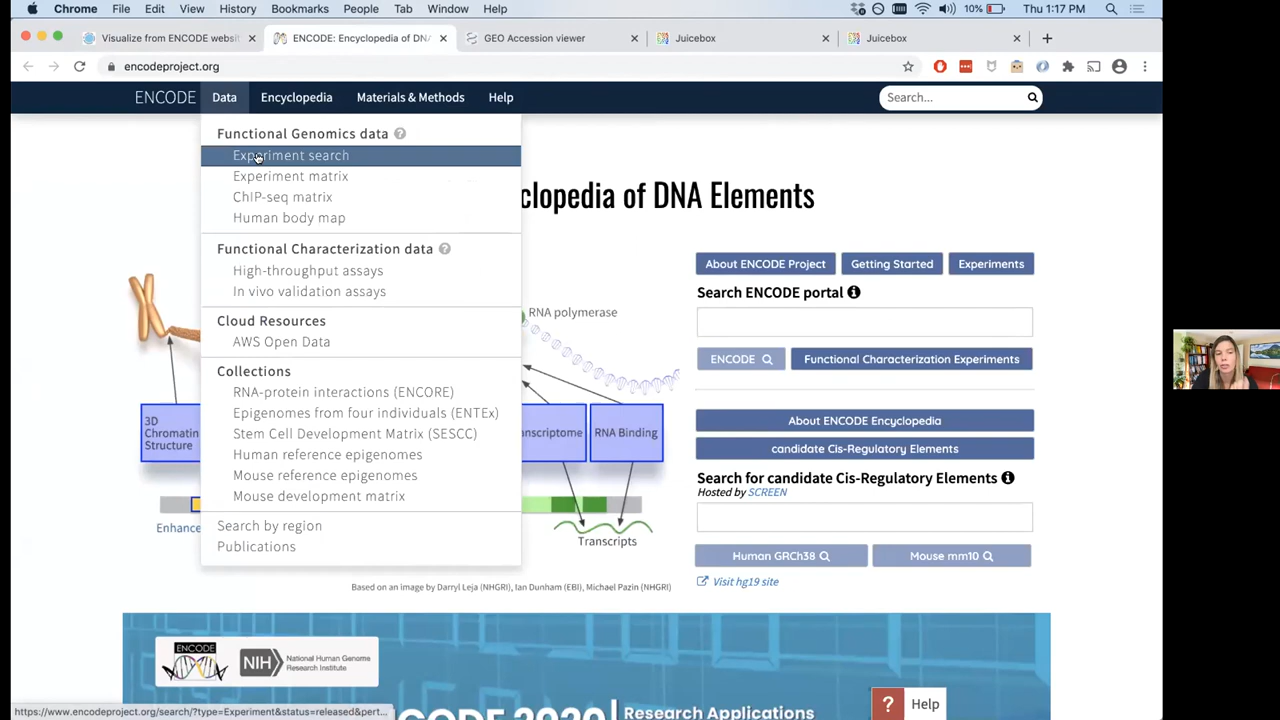 Chrome File Edit View History Bookmarks People Tab Window Help 10% Thu 1:17 PM
Visualize from ENCODE websit
ENCODE: Encyclopedia of DNA
GEO Accession viewer
Juicebox
Juicebox
encodeproject.org
ENCODE Data Encyclopedia Materials & Methods Help Search...
Functional Genomics data
Experiment search
Experiment matrix
ChIP-seq matrix
Human body map
Functional Characterization data
High-throughput assays
In vivo validation assays
Cloud Resources
AWS Open Data
Collections
RNA-protein interactions (ENCORE)
Epigenomes from four individuals (ENTEx)
Stem Cell Development Matrix (SESCC)
Human reference epigenomes
Mouse reference epigenomes
Mouse development matrix
Search by region
Publications
clopedia of DNA Elements
RNA polymerase
3D
Chromatin
Structure
nscriptome
RNA Binding
Enhance
Transcripts
Based on an image by Darryl Leja (NHGRI), Ian Dunham (EBI), Michael Pazin (NHGRI)
About ENCODE Project
Getting Started
Experiments
Search ENCODE portal
ENCODE
Functional Characterization Experiments
About ENCODE Encyclopedia
candidate Cis-Regulatory Elements
Search for candidate Cis-Regulatory Elements
Hosted by SCREEN
Human GRCh38
Mouse mm10
Visit hg19 site
ENCODE
NIH National Human Genome
Research Institute
ENCODE 2020 Research Applications
? Help
https://www.encodeproject.org/search/?type=Experiment&status=released&pert...